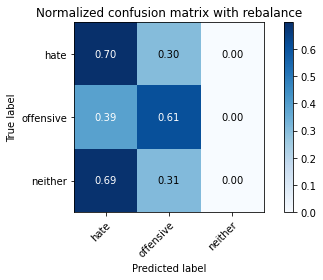 Normalized confusion matrix with rebalance
True label
hate
offensive
neither
0.70 0.30 0.00
0.39 0.61 0.00
0.69 0.31 0.00
hate
offensive
neither
Predicted label
0.6
0.5
0.4
0.3
0.2
0.1
0.0